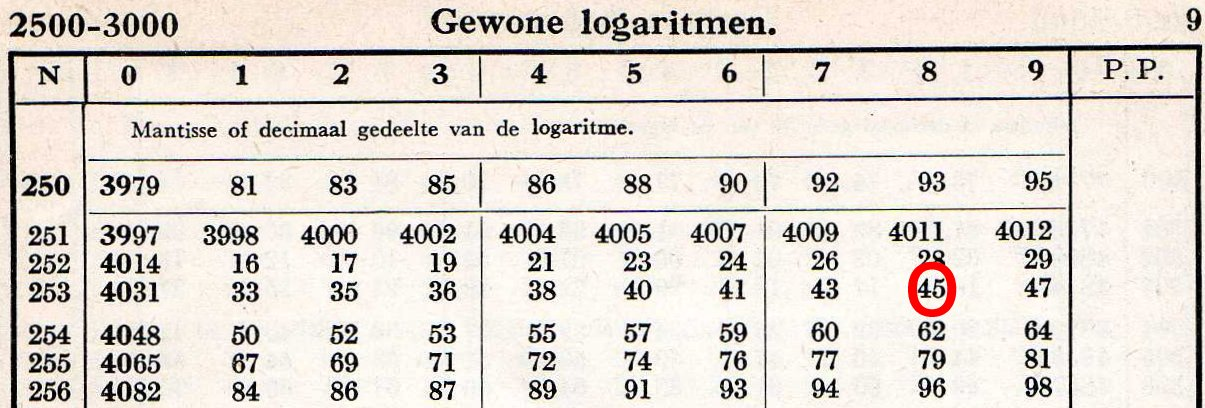 2500-3000 Gewone logaritmen. 9
N 0 1 2 3 4 5 6 7 8 9 P.P.
Mantisse of decimaal gedeelte van de logaritme.
250 3979 81 83 85 86 88 90 92 93 95
251 3997 3998 4000 4002 4004 4005 4007 4009 4011 4012
252 4014 16 17 19 21 23 24 26 28 29
253 4031 33 35 36 38 40 41 43 45 47
254 4048 50 52 53 55 57 59 60 62 64
255 4065 67 69 71 72 74 76 77 79 81
256 4082 84 86 87 89 91 93 94 96 98